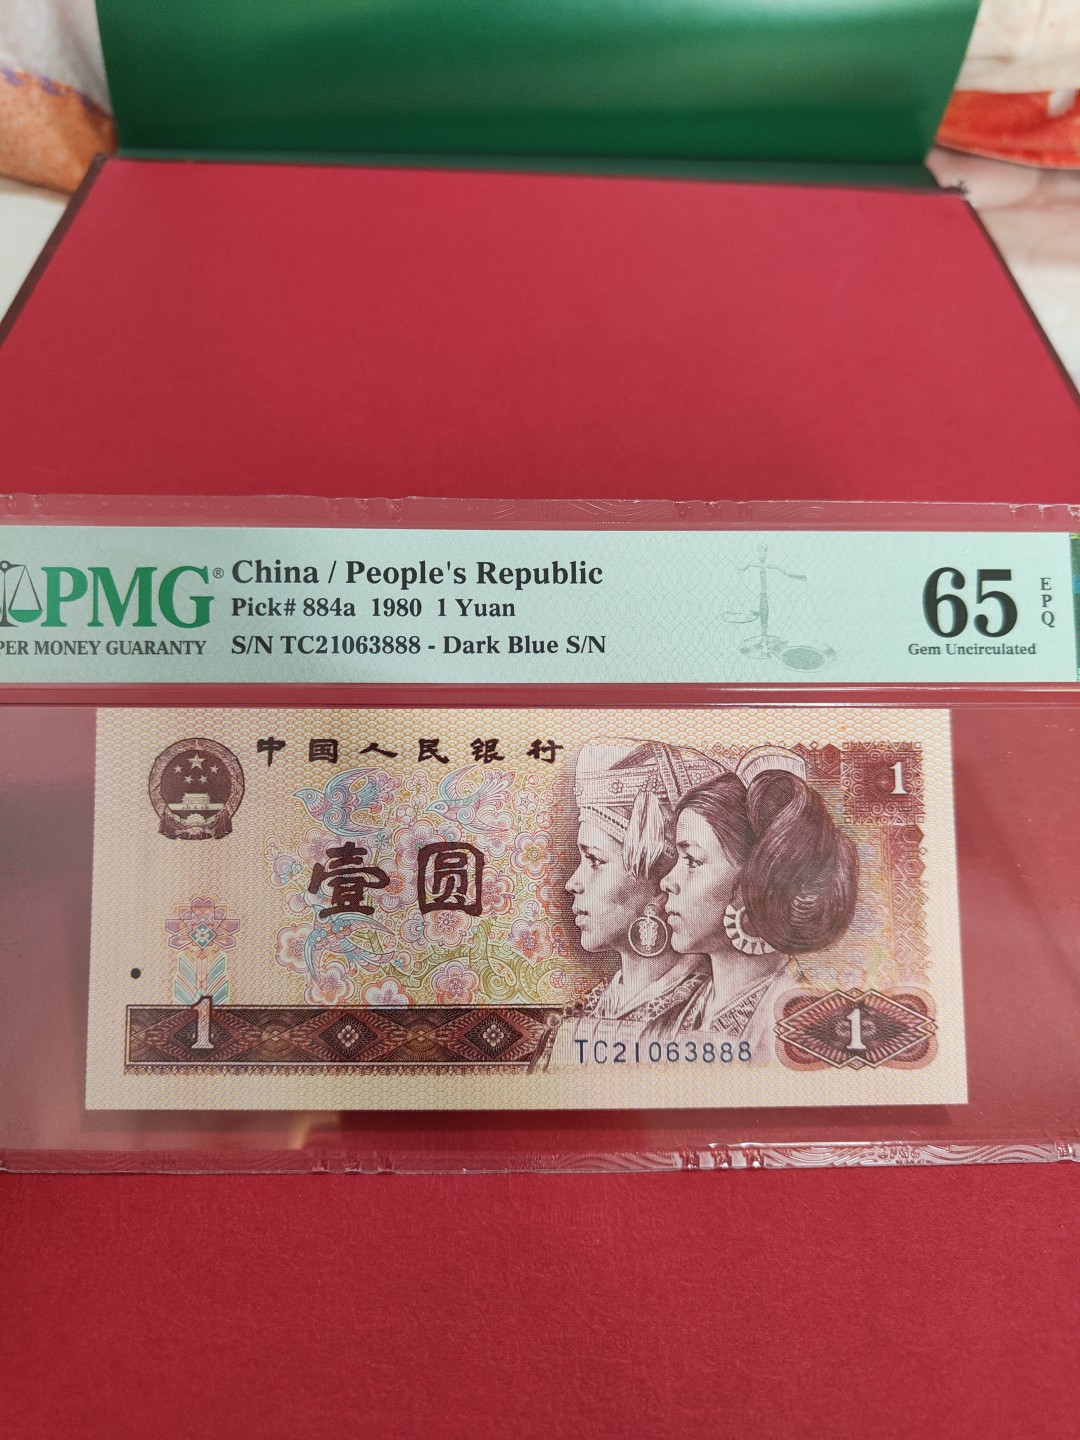 PMG®
PER MONEY GUARANTY
China / People's Republic
Pick# 884a 1980 1 Yuan
S/N TC21063888 - Dark Blue S/N
65
EPQ
Gem Uncirculated
中国人民银行
1
壹圆
1
TC21063888
1